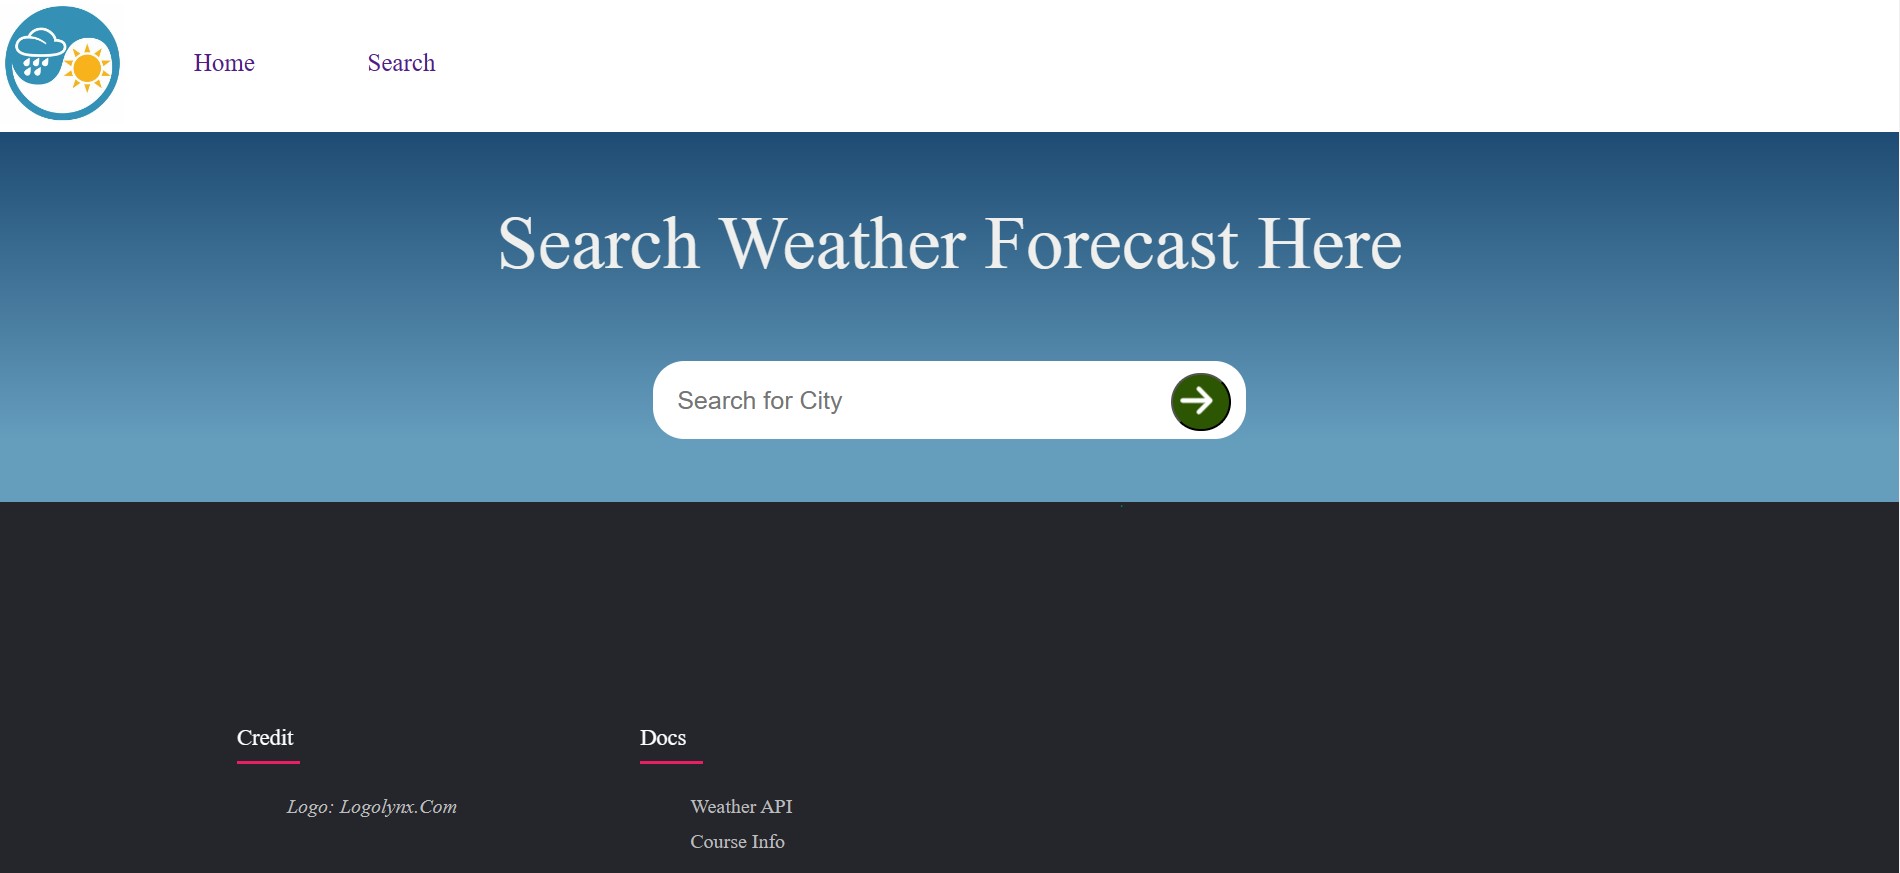 Home
Search
Search Weather Forecast Here
Search for City
Credit
Logo: Logolynx.Com
Docs
Weather API
Course Info